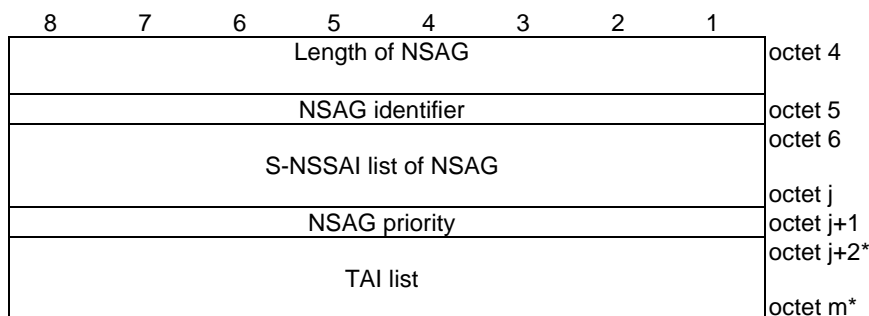 8 7 6 5 4 3 2 1
Length of NSAG octet 4
NSAG identifier octet 5
octet 6
S-NSSAI list of NSAG
octet j
NSAG priority octet j+1
octet j+2*
TAI list
octet m*